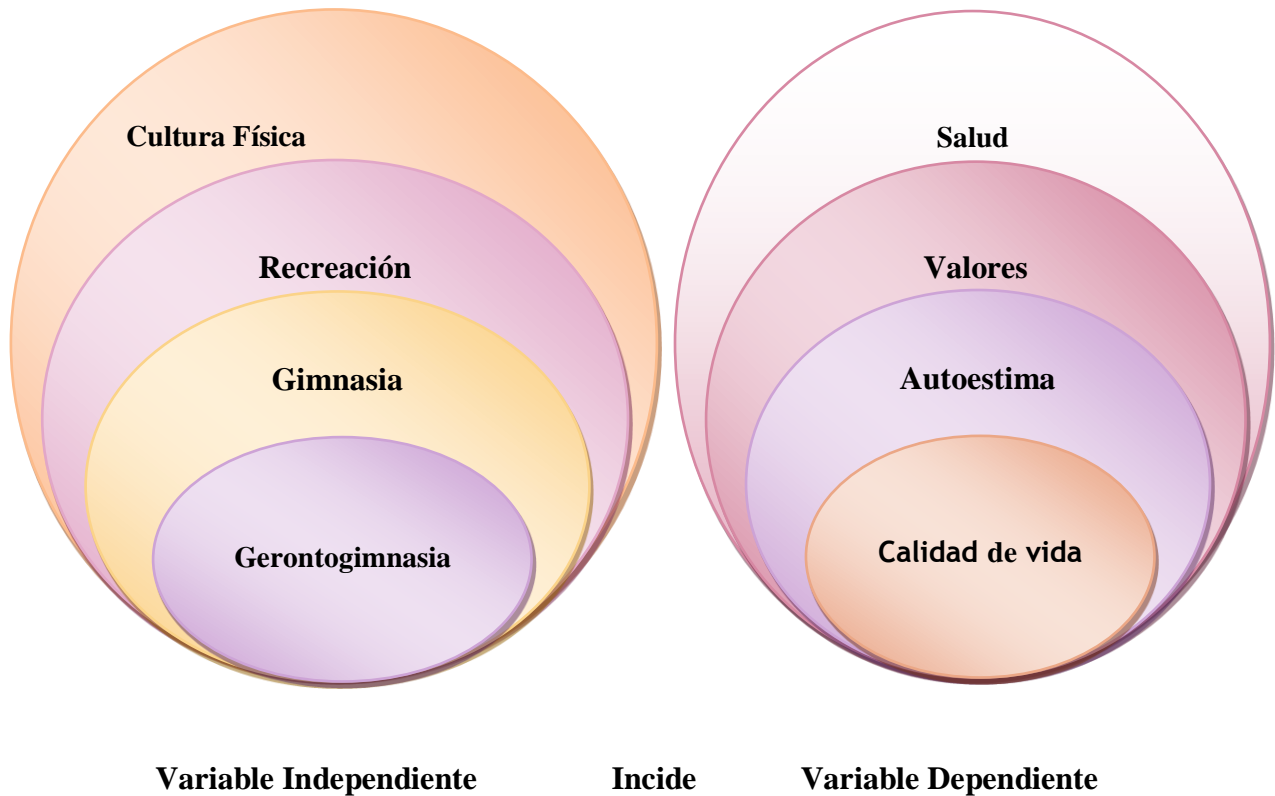 Cultura Física
Recreación
Gimnasia
Gerontogimnasia
Salud
Valores
Autoestima
Calidad de vida
Variable Independiente Incide Variable Dependiente